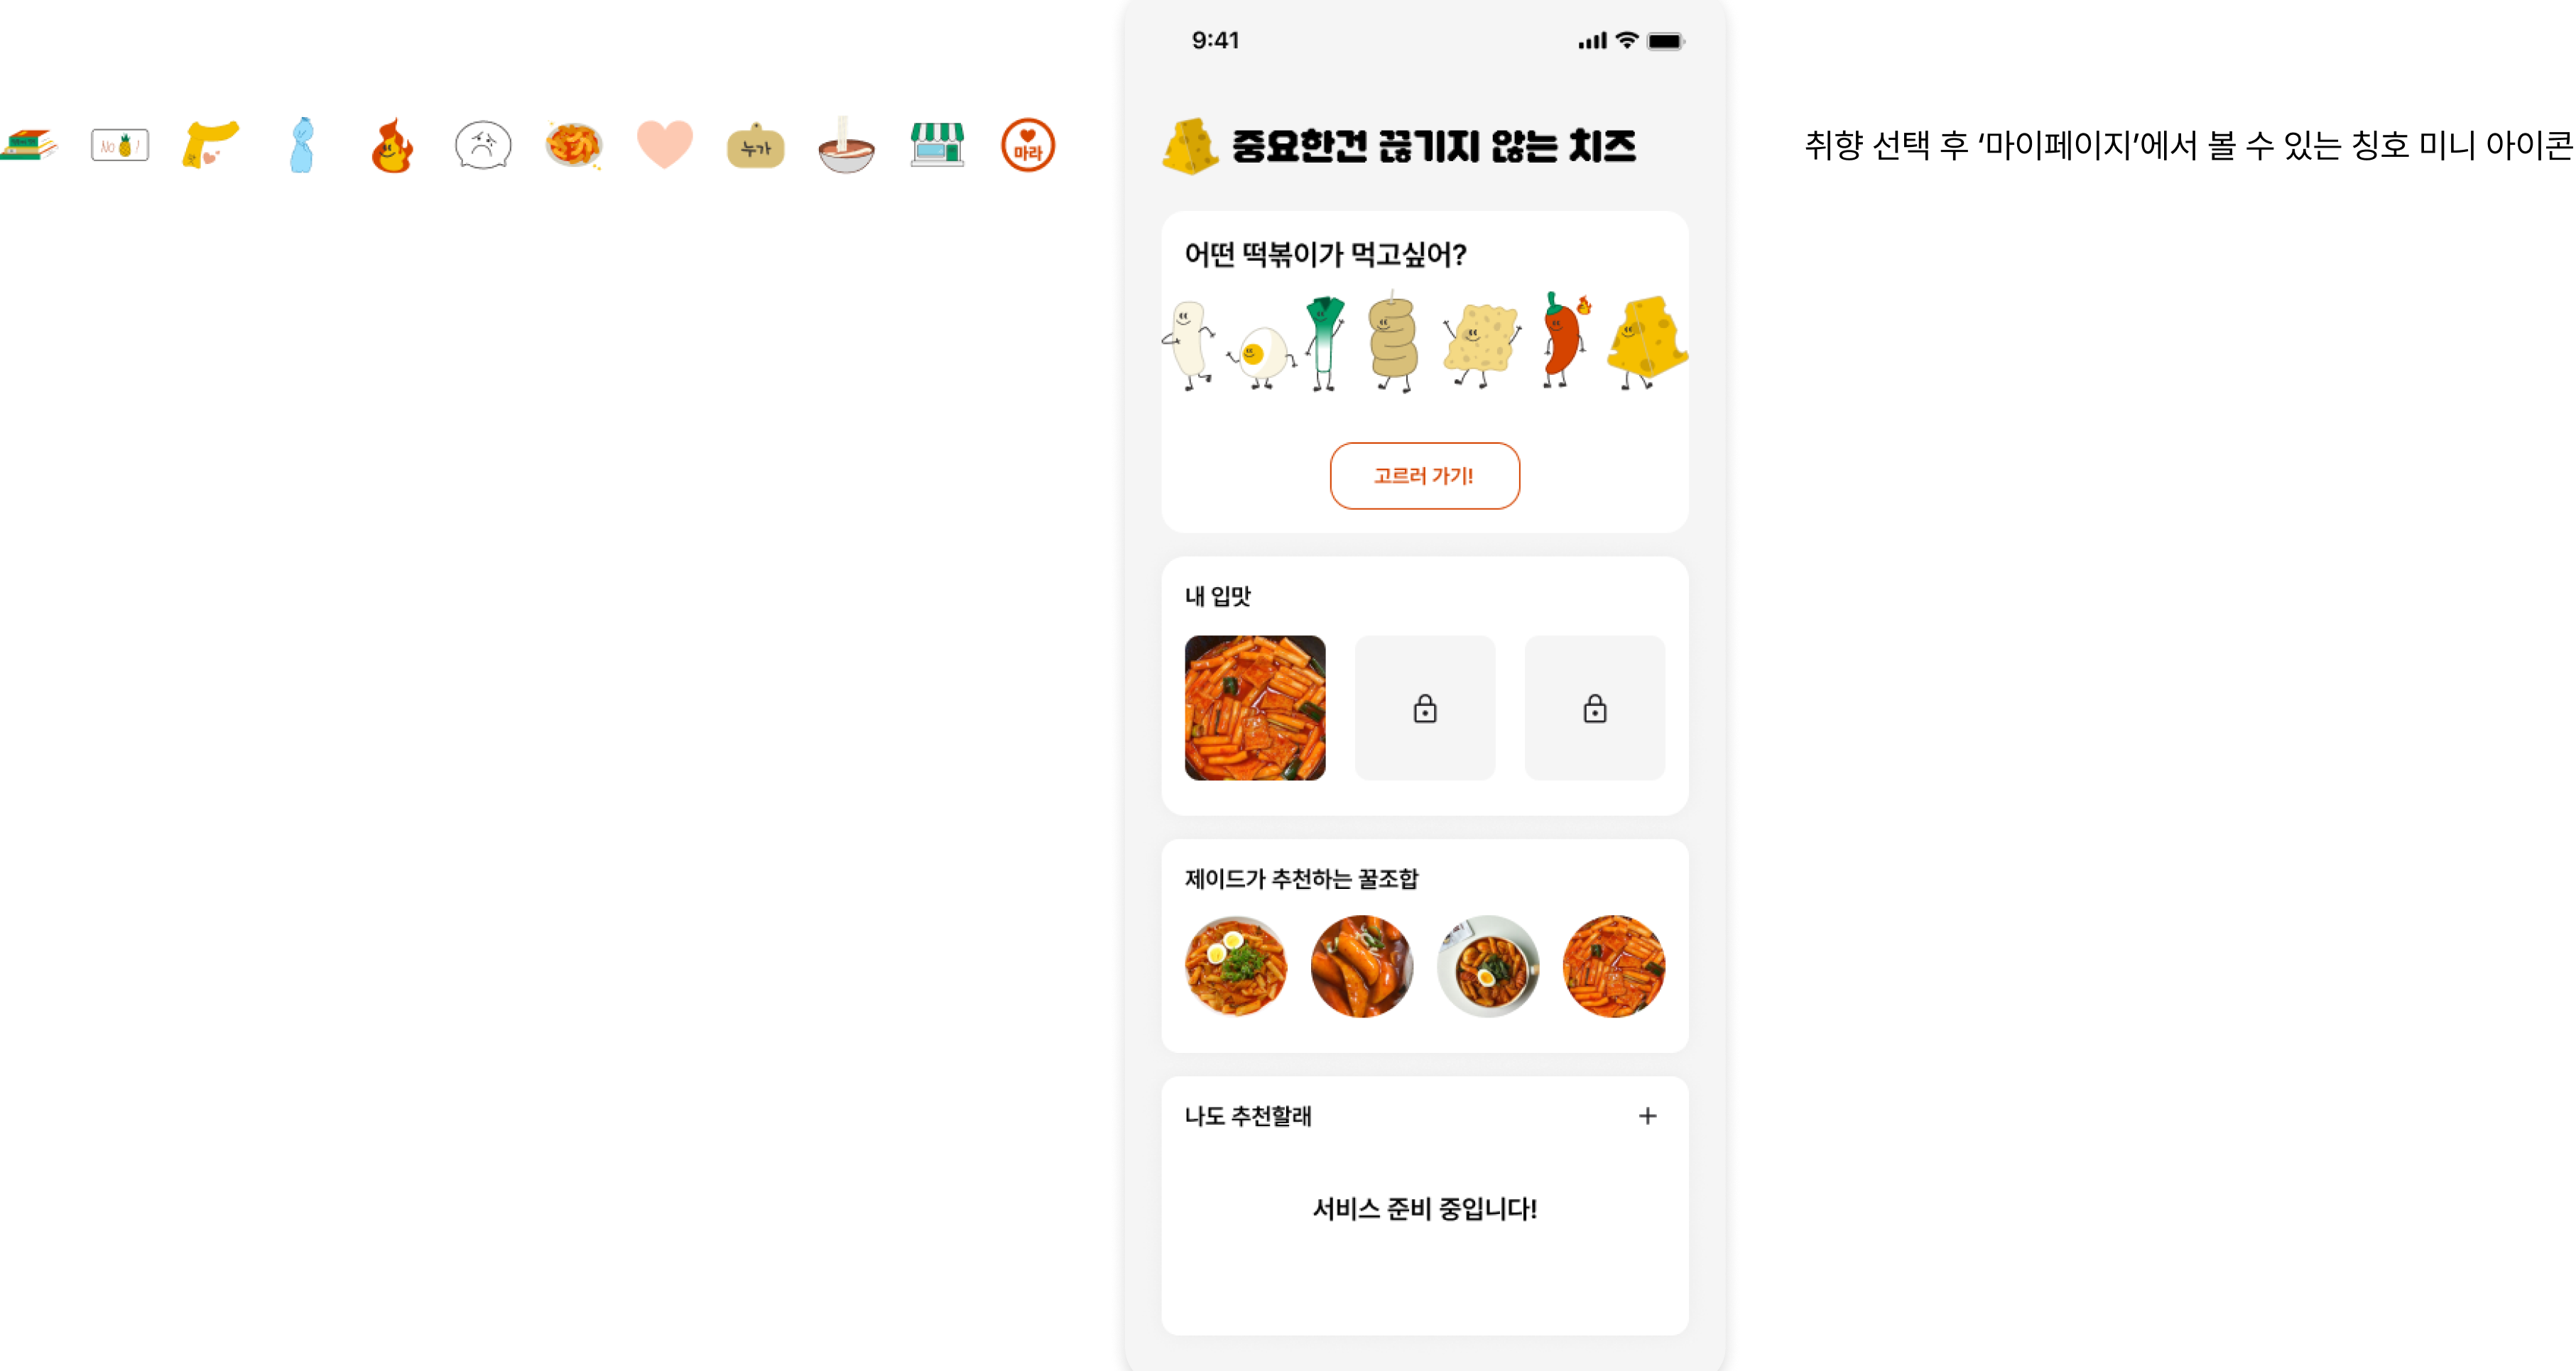 9:41
NO !
누가
마라
중요한건 끊기지 않는 치즈
취향 선택 후 ‘마이페이지’에서 볼 수 있는 칭호 미니 아이콘
어떤 떡볶이가 먹고싶어?
고르러 가기!
내 입맛
제이드가 추천하는 꿀조합
나도 추천할래
서비스 준비 중입니다!